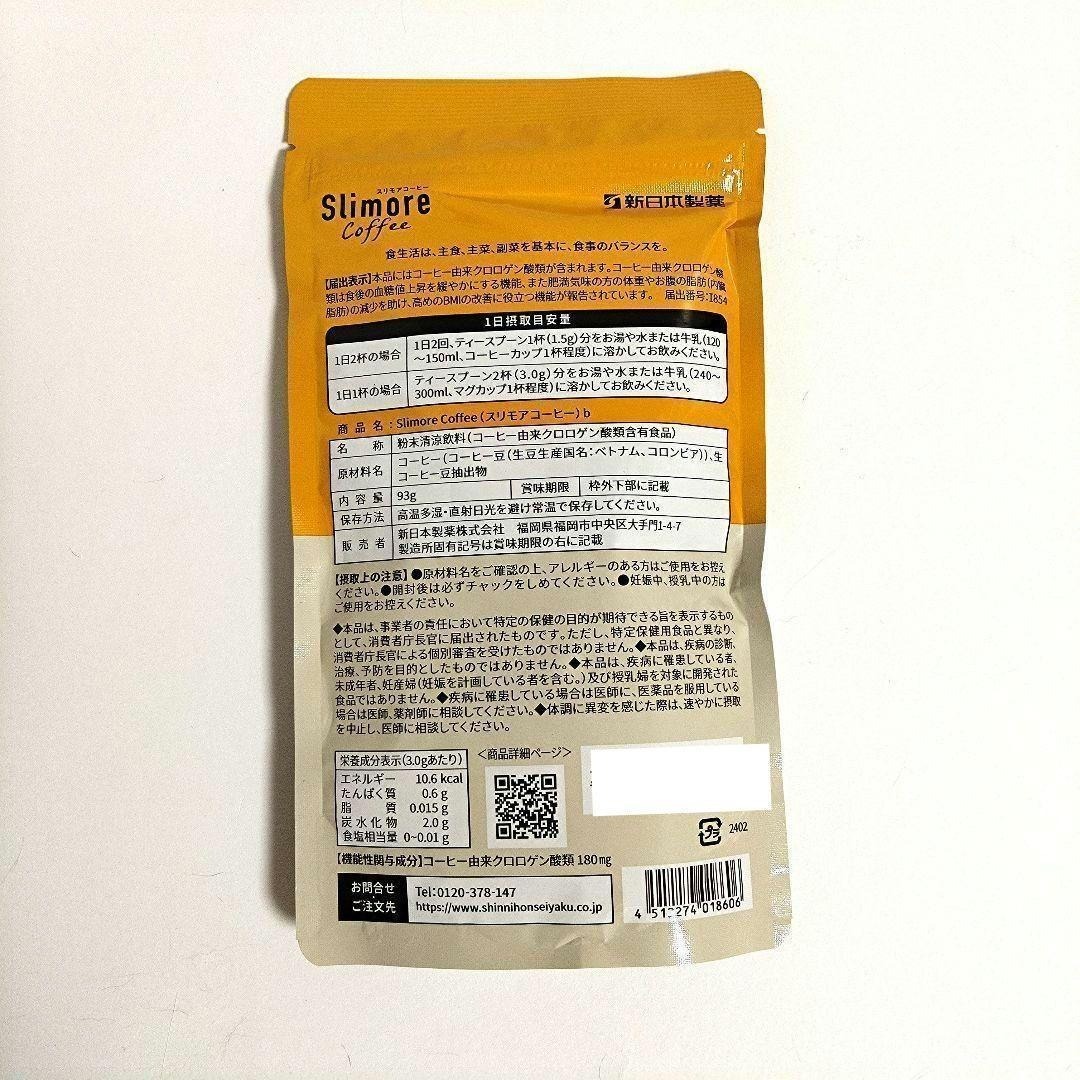 スリモアコーヒー
Slimore
Coffee
新日本製薬
食生活は、主食、主菜、副菜を基本に、食事のバランスを。
【届出表示】本品にはコーヒー由来クロロゲン酸類が含まれます。コーヒー由来クロロゲン酸
類は食後の血糖値上昇を緩やかにする機能、また肥満気味の方の体重やお腹の脂肪(内臓
脂肪)の減少を助け、高めのBMIの改善に役立つ機能が報告されています。 届出番号:I854
1日摂取目安量
1日2杯の場合
1日2回、ティースプーン1杯(1.5g)分をお湯や水または牛乳(120
~150ml、コーヒーカップ1杯程度)に溶かしてお飲みください。
1日1杯の場合
ティースプーン2杯(3.0g)分をお湯や水または牛乳(240~
300ml、マグカップ1杯程度)に溶かしてお飲みください。
商品名:Slimore Coffee(スリモアコーヒー)b
名称 粉末清涼飲料(コーヒー由来クロロゲン酸類含有食品)
原材料名 コーヒー(コーヒー豆(生豆生産国名:ベトナム、コロンビア))、生
コーヒー豆抽出物
内容量 93g 賞味期限 枠外下部に記載
保存方法 高温多湿・直射日光を避け常温で保存してください。
販売者 新日本製薬株式会社 福岡県福岡市中央区大手門1-4-7
製造所固有記号は賞味期限の右に記載
【摂取上の注意】●原材料名をご確認の上、アレルギーのある方はご使用をお控え
ください。●開封後は必ずチャックをしめてください。●妊娠中、授乳中の方は
ご使用をお控えください。
◆本品は、事業者の責任において特定の保健の目的が期待できる旨を表示するもの
として、消費者庁長官に届出されたものです。ただし、特定保健用食品と異なり、
消費者庁長官による個別審査を受けたものではありません。◆本品は、疾病の診断、
治療、予防を目的としたものではありません。◆本品は、疾病に罹患している者、
未成年者、妊産婦(妊娠を計画している者を含む。)及び授乳婦を対象に開発された
食品ではありません。◆疾病に罹患している場合は医師に、医薬品を服用している
場合は医師、薬剤師に相談してください。◆体調に異変を感じた際は、速やかに摂取
を中止し、医師に相談してください。
栄養成分表示(3.0gあたり)
エネルギー 10.6 kcal
たんぱく質 0.6 g
脂質 0.015 g
炭水化物 2.0 g
食塩相当量 0~0.01 g
<商品詳細ページ>
プラ
2402
【機能性関与成分】コーヒー由来クロロゲン酸類 180mg
お問合せ
ご注文先
Tel:0120-378-147
https://www.shinnihonseiyaku.co.jp
4 513274 018606